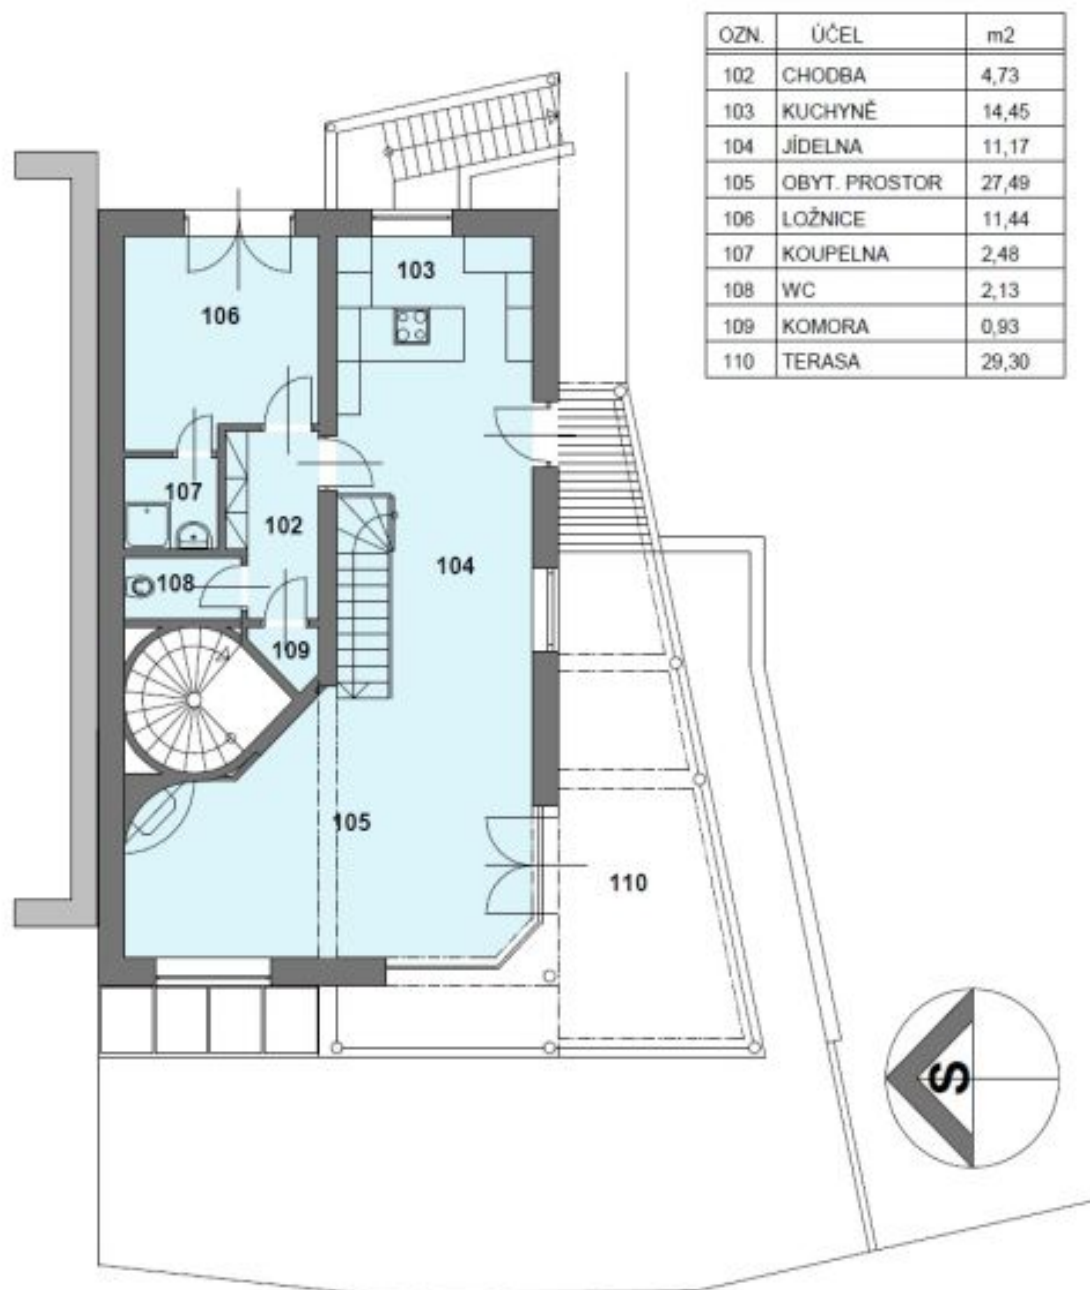 OZN. ÚČEL m2
102 CHODBA 4,73
103 KUCHYNĚ 14,45
104 JÍDELNA 11,17
105 OBYT. PROSTOR 27,49
106 LOŽNICE 11,44
107 KOUPELNA 2,48
108 WC 2,13
109 KOMORA 0,93
110 TERASA 29,30
103
106
107
102
104
108
109
105
110
S